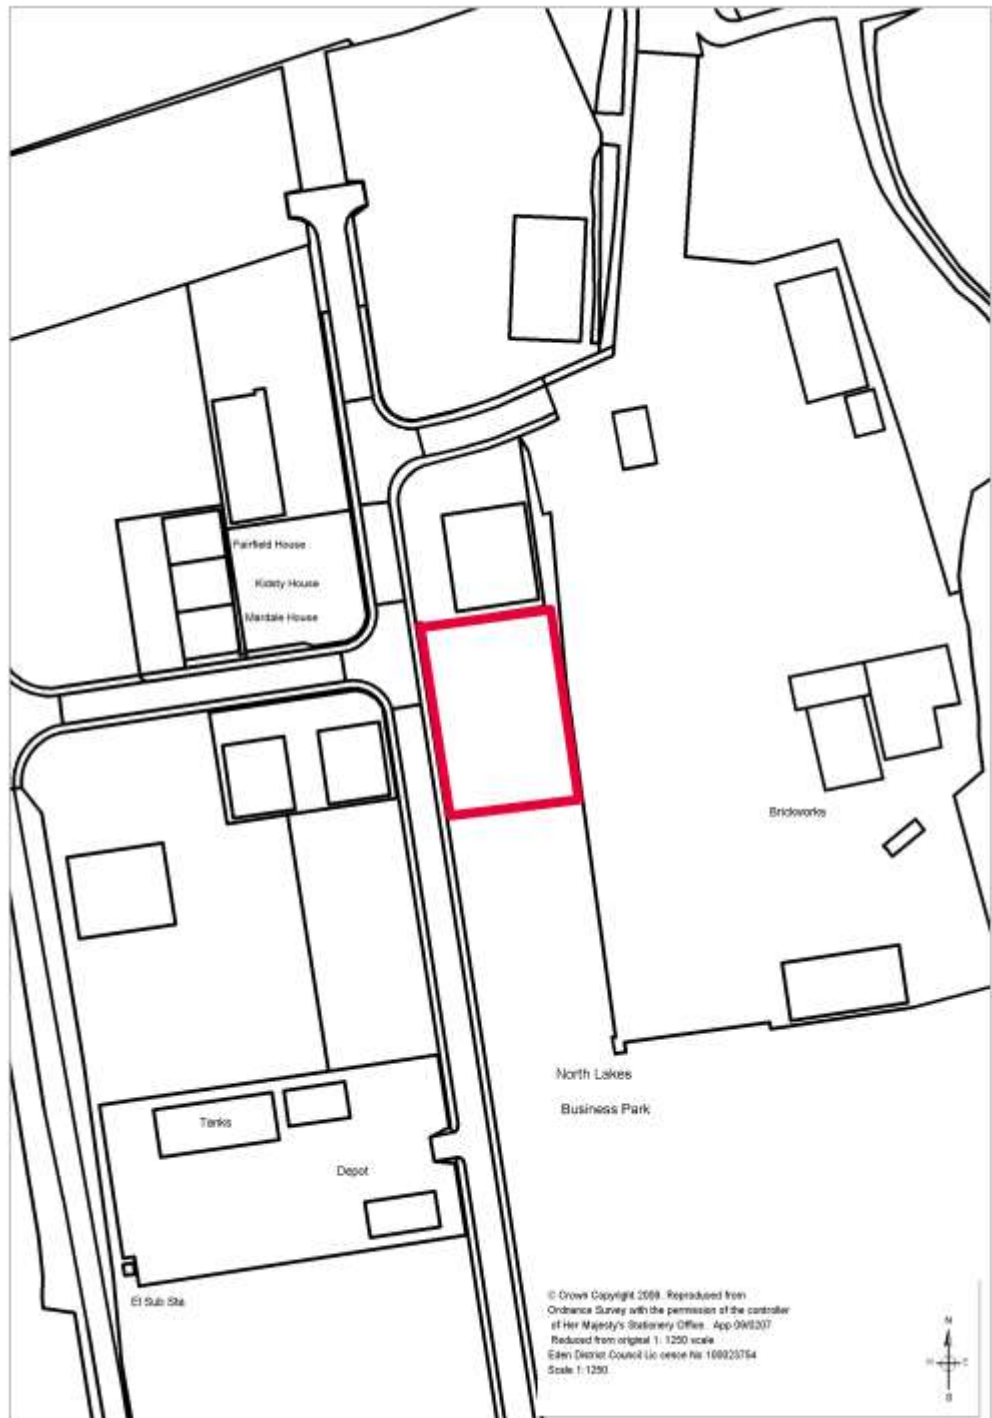 Fairfield House
Kidsty House
Mardale House
Brickworks
North Lakes
Business Park
Tanks
Depot
El Sub Sta
© Crown Copyright 2009. Reproduced from
Ordnance Survey with the permission of the controller
of Her Majesty's Stationery Office. App 09/0207
Reduced from original 1: 1250 scale
Eden District Council Lic cence No 100023754
Scale 1:1250
N
E
S